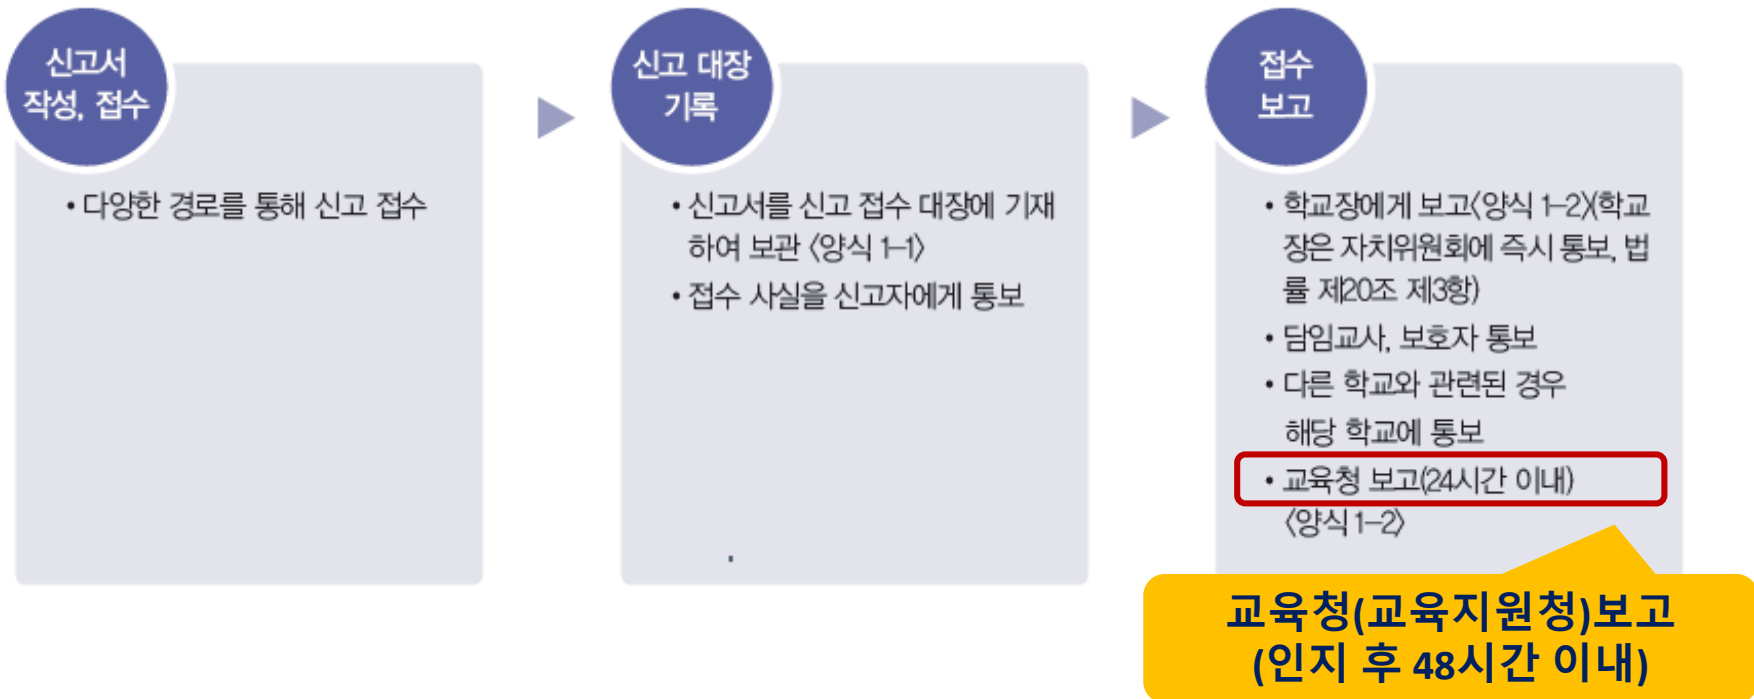 신고서
작성, 접수
• 다양한 경로를 통해 신고 접수
신고 대장
기록
• 신고서를 신고 접수 대장에 기재
하여 보관 〈양식 1-1〉
• 접수 사실을 신고자에게 통보
접수
보고
• 학교장에게 보고〈양식 1-2〉(학교
장은 자치위원회에 즉시 통보, 법
률 제20조 제3항)
• 담임교사, 보호자 통보
• 다른 학교와 관련된 경우
해당 학교에 통보
• 교육청 보고(24시간 이내)
〈양식 1-2〉
교육청(교육지원청)보고
(인지 후 48시간 이내)